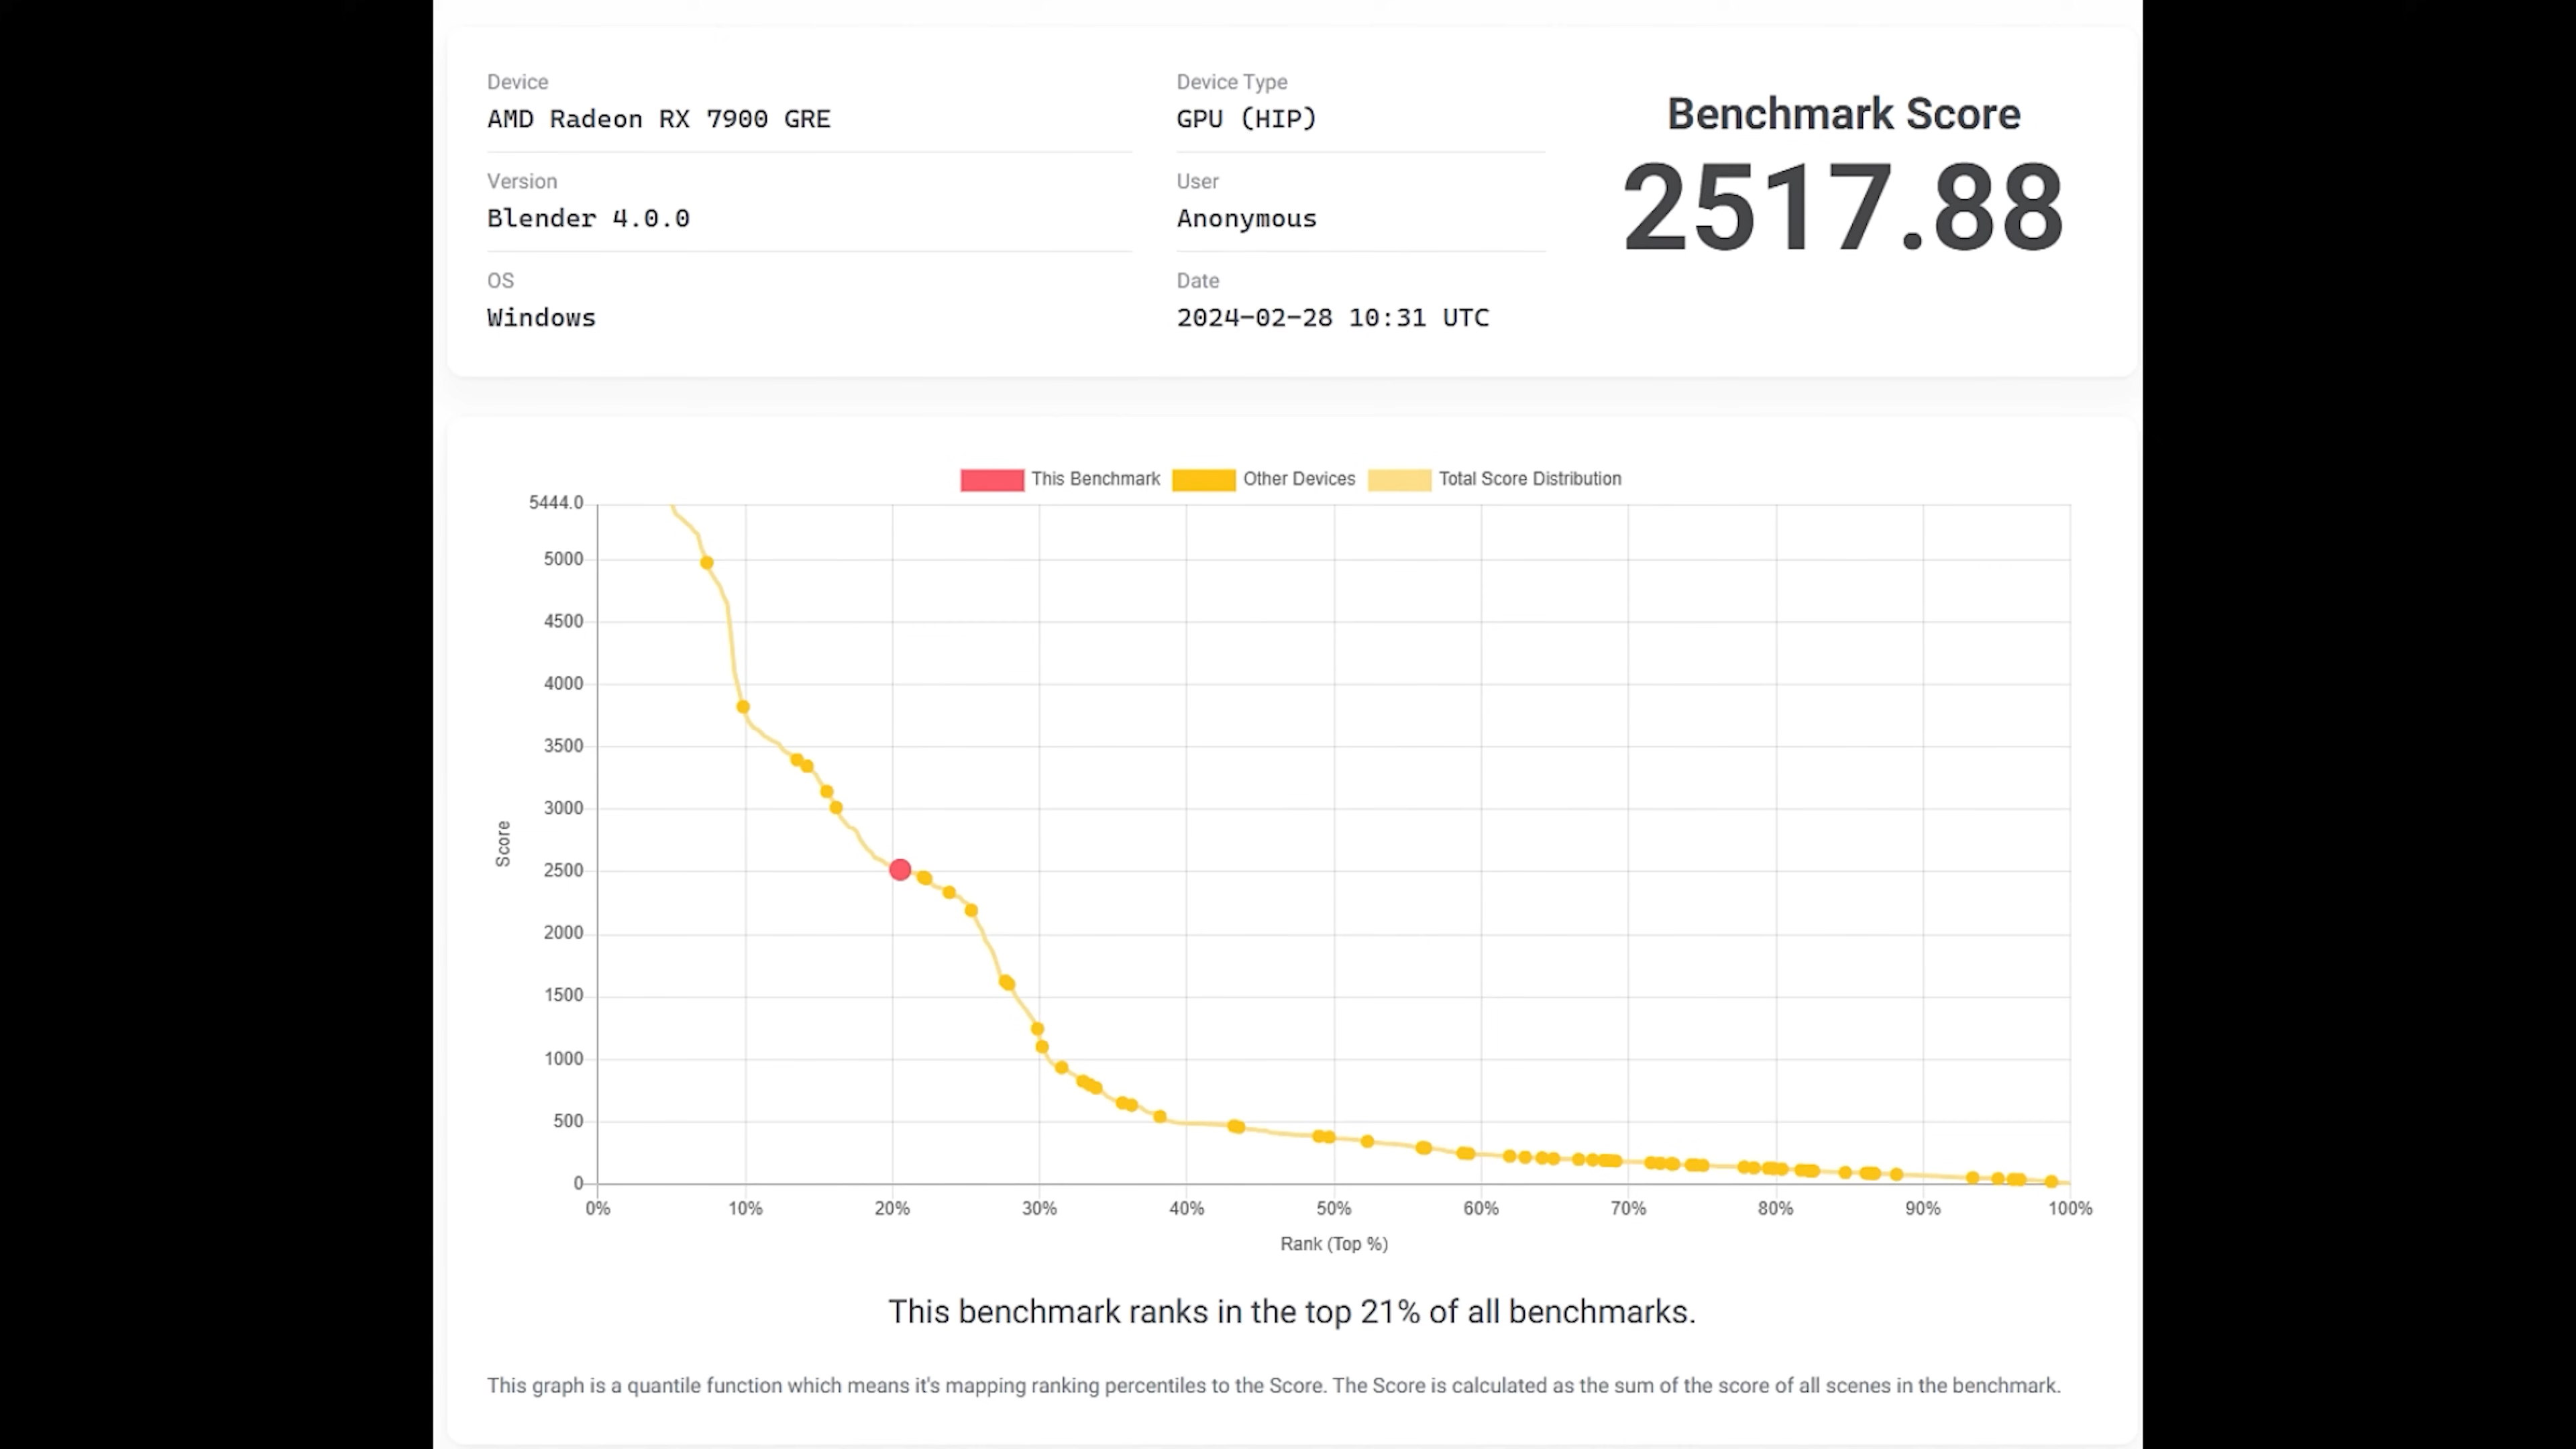 Device
AMD Radeon RX 7900 GRE
Device Type
GPU (HIP)
Version
Blender 4.0.0
User
Anonymous
OS
Windows
Date
2024-02-28 10:31 UTC
Benchmark Score
2517.88
This Benchmark
Other Devices
Total Score Distribution
5444.0
5000
4500
4000
3500
3000
2500
2000
1500
1000
500
0
Score
0% 10% 20% 30% 40% 50% 60% 70% 80% 90% 100%
Rank (Top %)
This benchmark ranks in the top 21% of all benchmarks.
This graph is a quantile function which means it's mapping ranking percentiles to the Score. The Score is calculated as the sum of the score of all scenes in the benchmark.